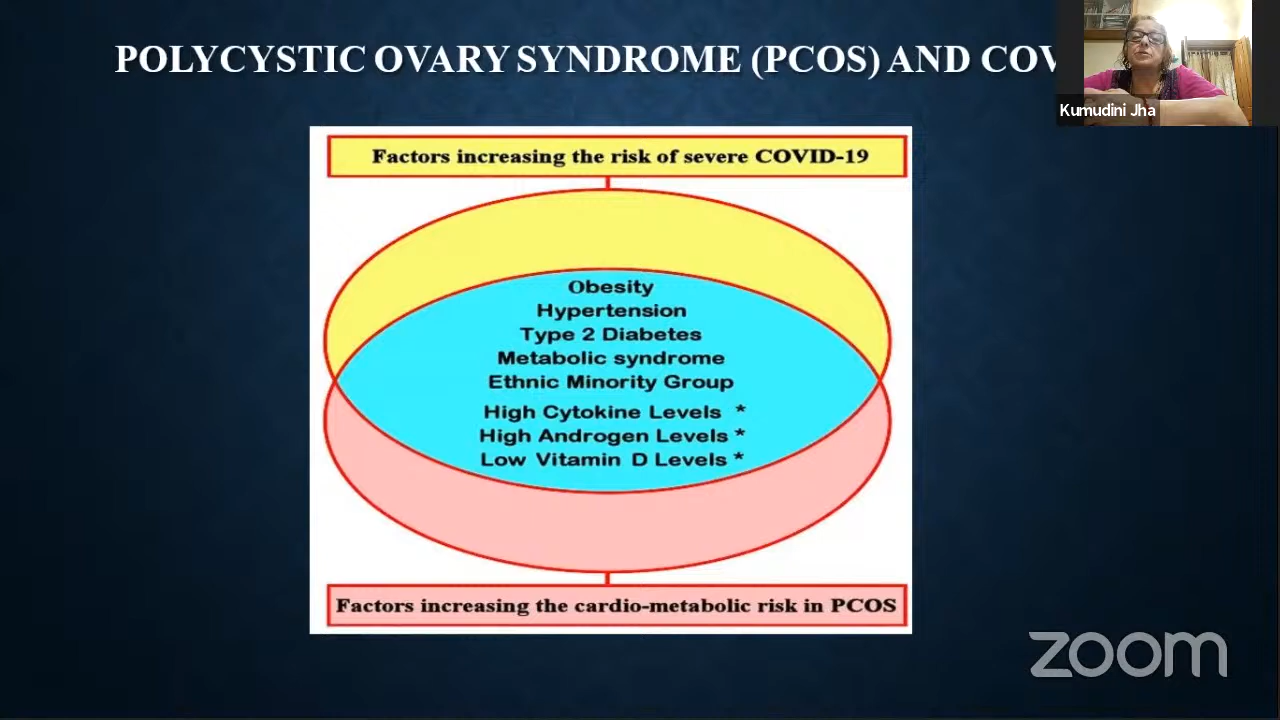 POLYCYSTIC OVARY SYNDROME (PCOS) AND COV
Kumudini Jha
Factors increasing the risk of severe COVID-19
Obesity
Hypertension
Type 2 Diabetes
Metabolic syndrome
Ethnic Minority Group
High Cytokine Levels *
High Androgen Levels *
Low Vitamin D Levels *
Factors increasing the cardio-metabolic risk in PCOS
zoom